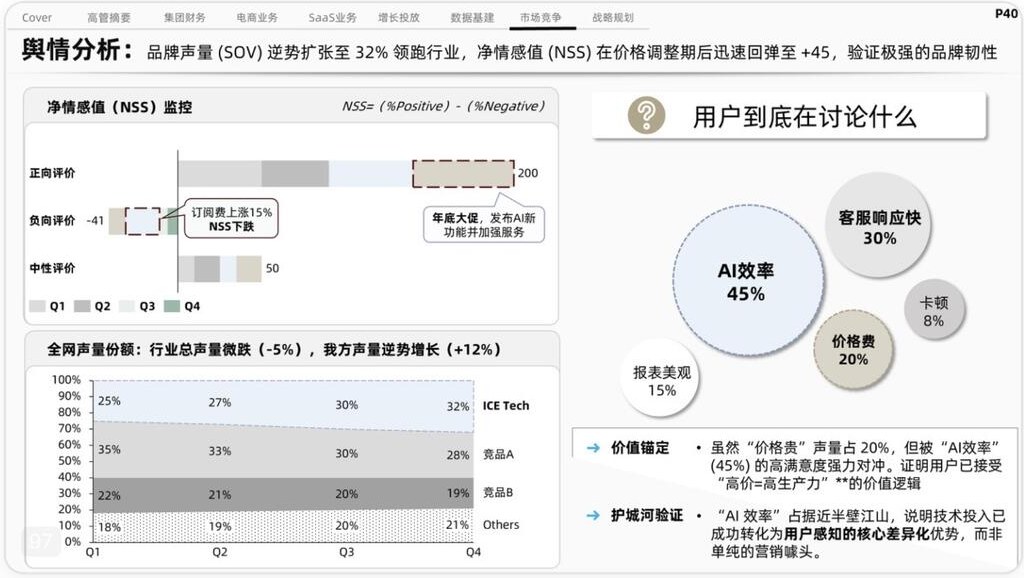 Cover 高管摘要 集团财务 电商业务 SaaS业务 增长投放 数据基建 市场竞争 战略规划 P40
舆情分析： 品牌声量 (SOV) 逆势扩张至 32% 领跑行业，净情感值 (NSS) 在价格调整期后迅速回弹至 +45，验证极强的品牌韧性
净情感值（NSS）监控 NSS=（%Positive）-（%Negative）
正向评价 200
负向评价 -41
订阅费上涨15%
NSS下跌
年底大促，发布AI新
功能并加强服务
中性评价 50
Q1 Q2 Q3 Q4
全网声量份额：行业总声量微跌（-5%），我方声量逆势增长（+12%）
100%
90%
80%
70%
60%
50%
40%
30%
20%
10%
0%
25% 27% 30% 32% ICE Tech
35% 33% 30% 28% 竞品A
22% 21% 20% 19% 竞品B
18% 19% 20% 21% Others
Q1 Q2 Q3 Q4
97
? 用户到底在讨论什么
客服响应快
30%
AI效率
45%
卡顿
8%
价格费
20%
报表美观
15%
→ 价值锚定 • 虽然“价格贵”声量占 20%，但被“AI效率”
(45%) 的高满意度强力对冲。证明用户已接受
“高价=高生产力” **的价值逻辑
→ 护城河验证 • “AI 效率”占据近半壁江山，说明技术投入已
成功转化为用户感知的核心差异化优势，而非
单纯的营销噱头。